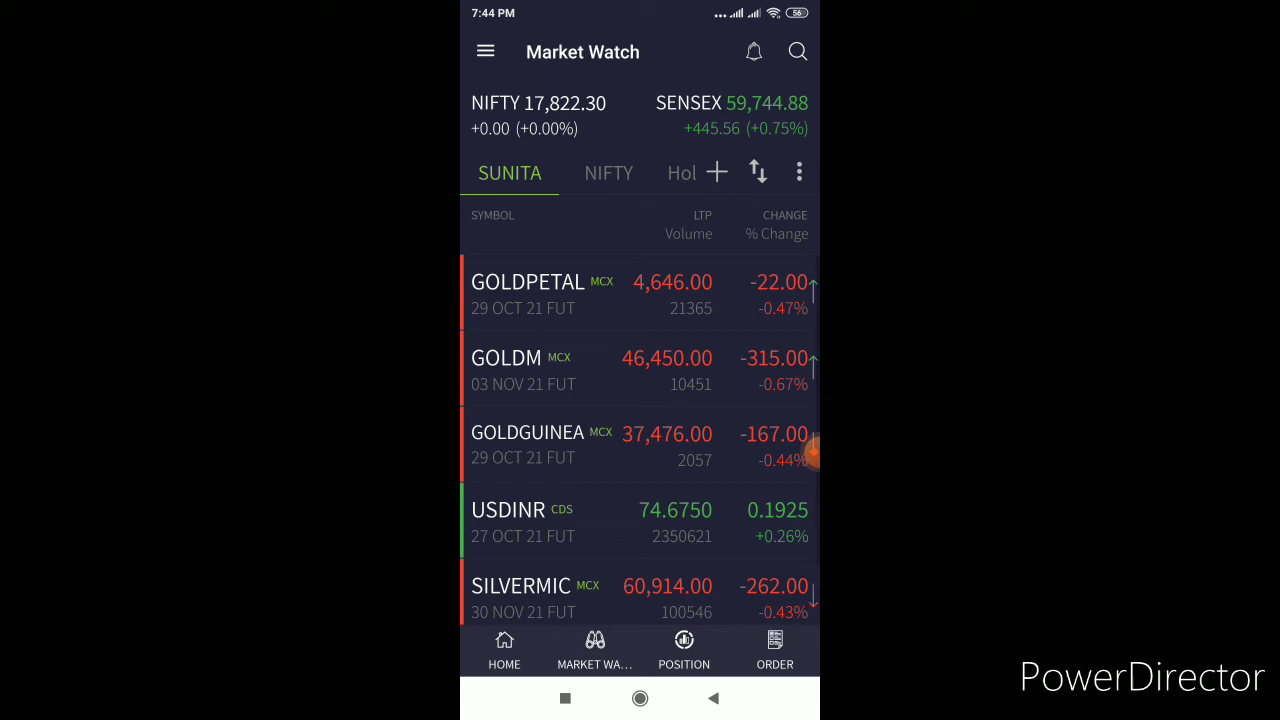 7:44 PM
56
Market Watch
NIFTY 17,822.30
SENSEX 59,744.88
+0.00 (+0.00%)
+445.56 (+0.75%)
SUNITA
NIFTY
Hol
SYMBOL
LTP
CHANGE
Volume
% Change
GOLDPETAL MCX 4,646.00 -22.00
29 OCT 21 FUT 21365 -0.47%
GOLDM MCX 46,450.00 -315.00
03 NOV 21 FUT 10451 -0.67%
GOLDGUINEA MCX 37,476.00 -167.00
29 OCT 21 FUT 2057 -0.44%
USDINR CDS 74.6750 0.1925
27 OCT 21 FUT 2350621 +0.26%
SILVERMIC MCX 60,914.00 -262.00
30 NOV 21 FUT 100546 -0.43%
HOME
MARKET WA...
POSITION
ORDER
PowerDirector